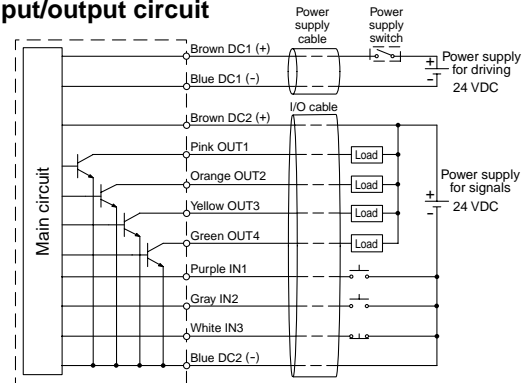 put/output circuit
Power supply cable
Power supply switch
Brown DC1 (+)
Blue DC1 (-)
+
-
Power supply for driving 24 VDC
I/O cable
Brown DC2 (+)
Pink OUT1
Load
Orange OUT2
Load
Yellow OUT3
Load
Green OUT4
Load
Main circuit
+
-
Power supply for signals 24 VDC
Purple IN1
Gray IN2
White IN3
Blue DC2 (-)